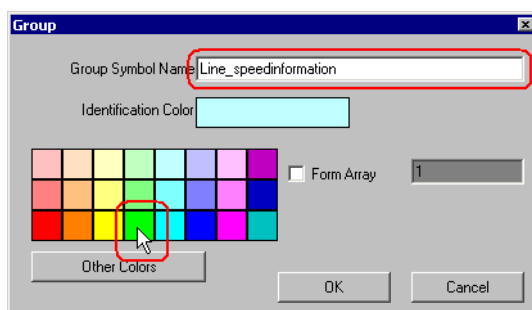 Group
Group Symbol Name Line_speedinformation
Identification Color
Form Array 1
Other Colors
OK Cancel